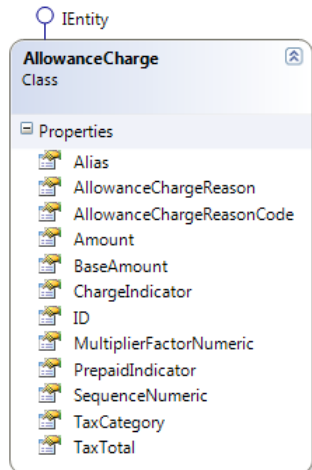 IEntity
AllowanceCharge
Class
Properties
Alias
AllowanceChargeReason
AllowanceChargeReasonCode
Amount
BaseAmount
ChargeIndicator
ID
MultiplierFactorNumeric
PrepaidIndicator
SequenceNumeric
TaxCategory
TaxTotal